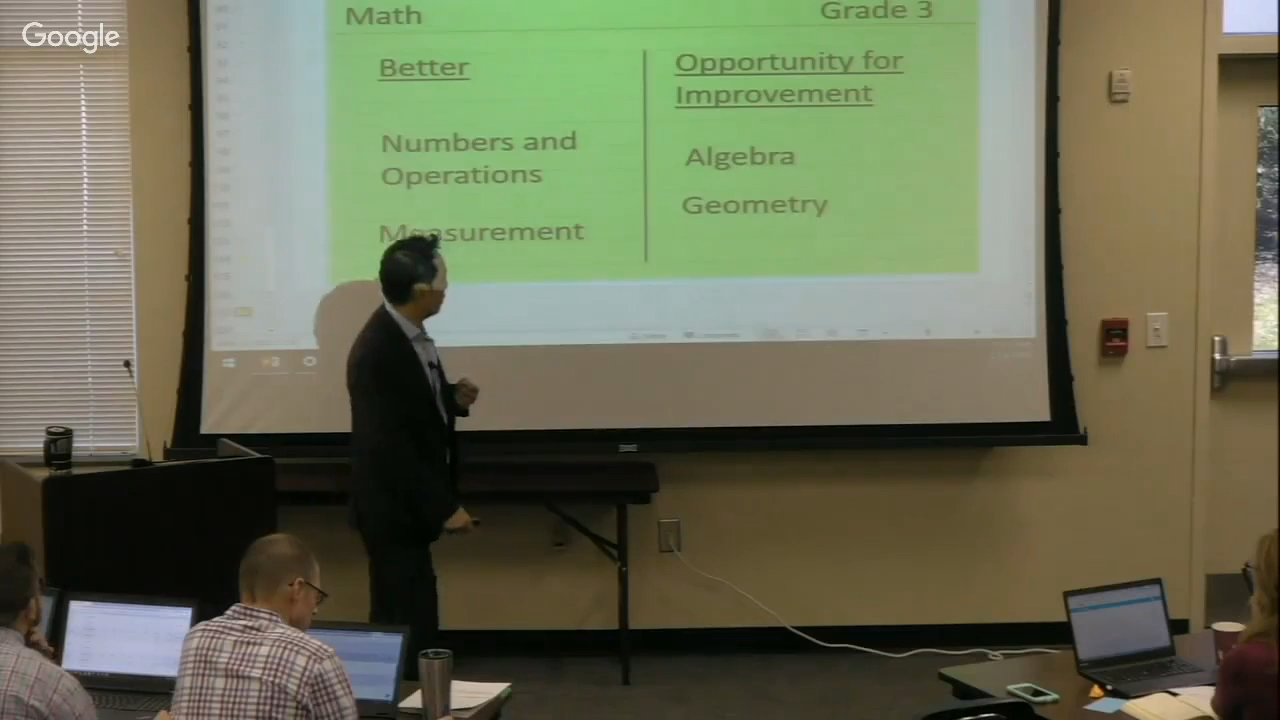 Google
Math
Grade 3
Better
Opportunity for
Improvement
Numbers and
Operations
Algebra
Geometry
Measurement